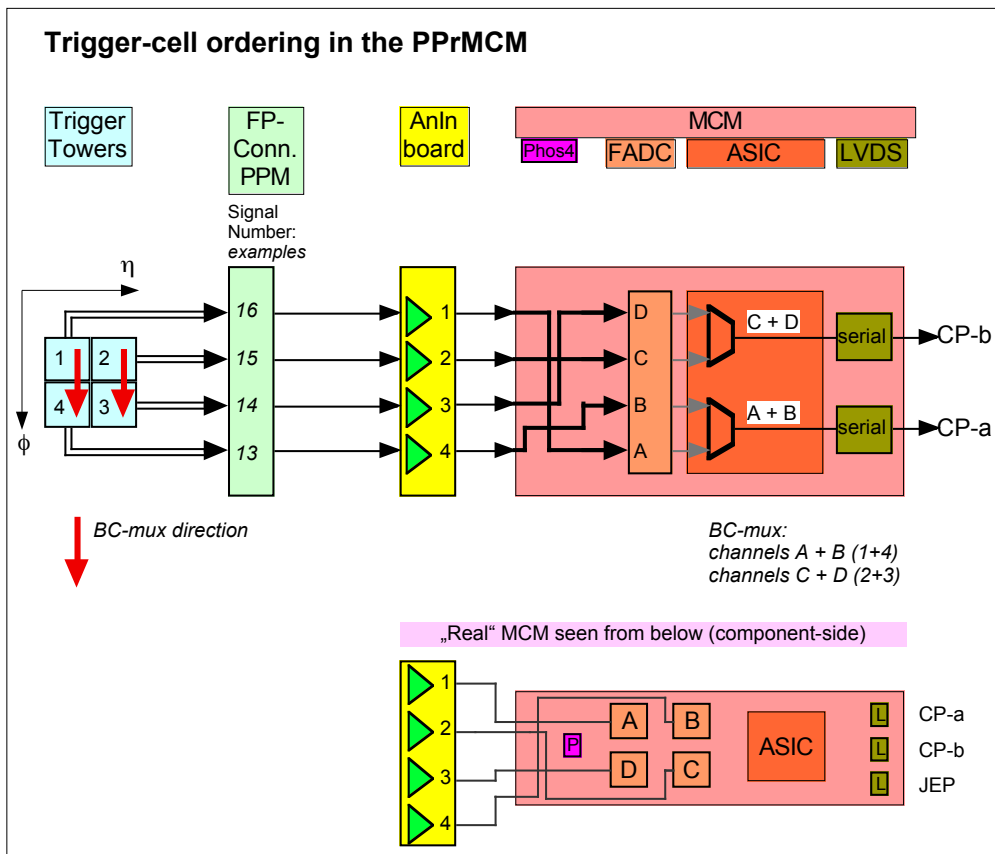 Trigger-cell ordering in the PPrMCM
Trigger
Towers
FP-
Conn.
PPM
AnIn
board
MCM
Phos4
FADC
ASIC
LVDS
Signal
Number:
examples
η
ϕ
1
2
4
3
16
15
14
13
1
2
3
4
D
C
B
A
C + D
A + B
serial
serial
CP-b
CP-a
BC-mux direction
BC-mux:
channels A + B (1+4)
channels C + D (2+3)
„Real“ MCM seen from below (component-side)
1
2
3
4
P
A
B
D
C
ASIC
L
CP-a
L
CP-b
L
JEP